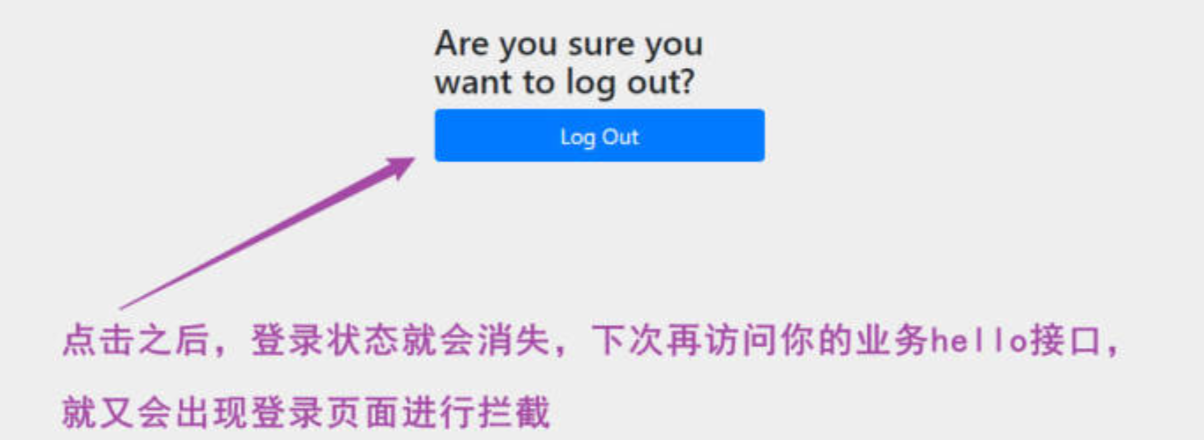 Are you sure you
want to log out?
Log Out
点击之后，登录状态就会消失，下次再访问你的业务hello接口，
就又会出现登录页面进行拦截